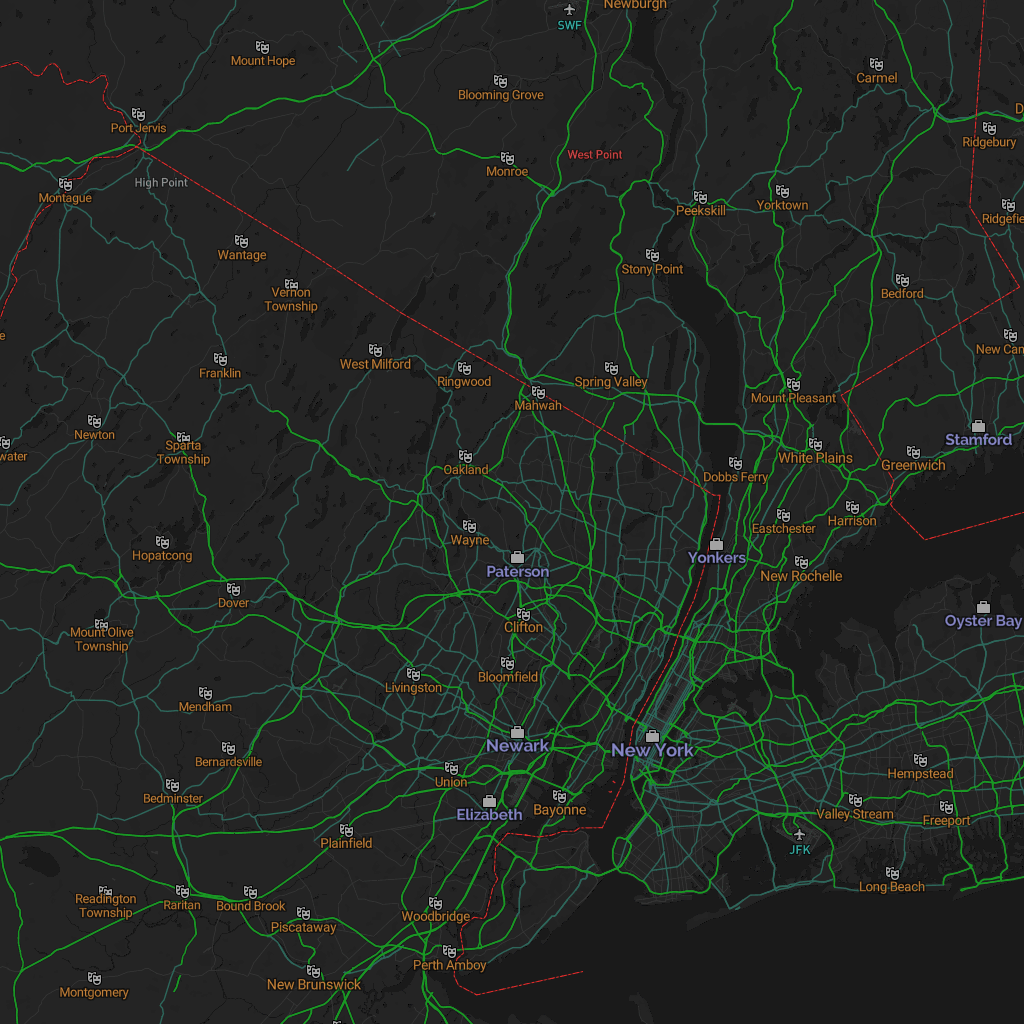 Newburgh
SWF
Mount Hope
Carmel
Blooming Grove
Port Jervis
D
Ridgebury
West Point
Monroe
High Point
Montague
Peekskill
Yorktown
Ridgefie
Wantage
Stony Point
Vernon
Township
Bedford
e
New Can
West Milford
Franklin
Ringwood
Spring Valley
Mount Pleasant
Mahwah
Newton
Stamford
Sparta
Township
water
White Plains
Greenwich
Oakland
Dobbs Ferry
Harrison
Eastchester
Wayne
Hopatcong
Yonkers
Paterson
New Rochelle
Dover
Oyster Bay
Clifton
Mount Olive
Township
Bloomfield
Livingston
Mendham
Newark
New York
Bernardsville
Hempstead
Union
Bedminster
Bayonne
Elizabeth
Valley Stream
Freeport
Plainfield
JFK
Long Beach
Readington
Township
Raritan
Bound Brook
Woodbridge
Piscataway
Perth Amboy
New Brunswick
Montgomery